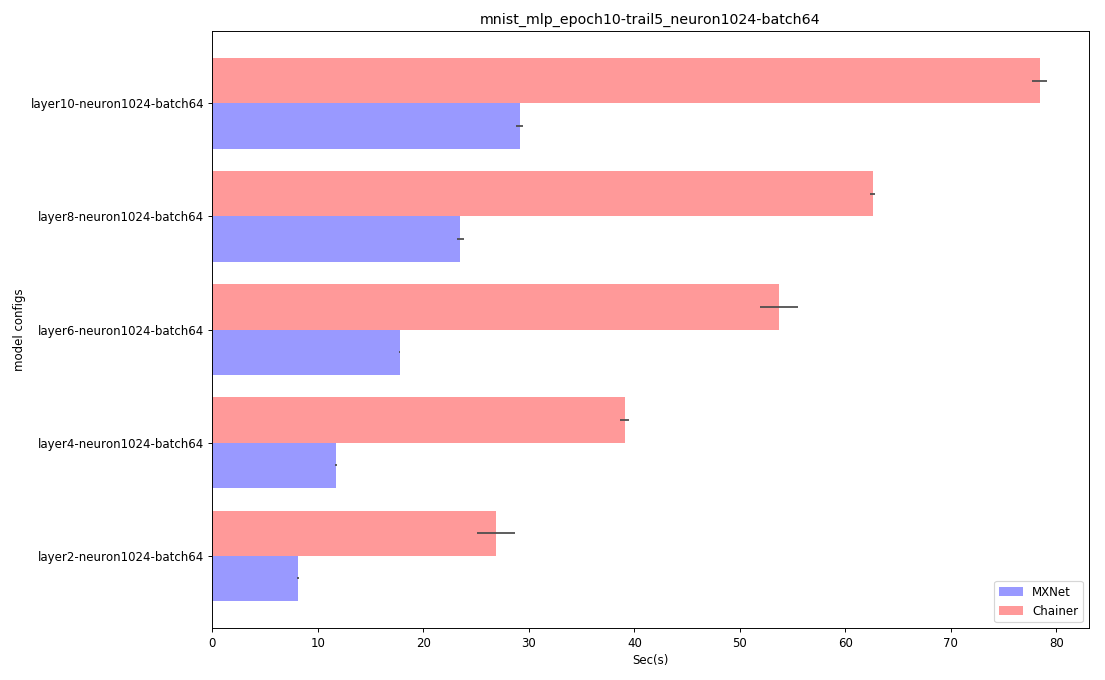 mnist_mlp_epoch10-trail5_neuron1024-batch64
layer10-neuron1024-batch64
layer8-neuron1024-batch64
layer6-neuron1024-batch64
layer4-neuron1024-batch64
layer2-neuron1024-batch64
model configs
MXNet
Chainer
0 10 20 30 40 50 60 70 80
Sec(s)